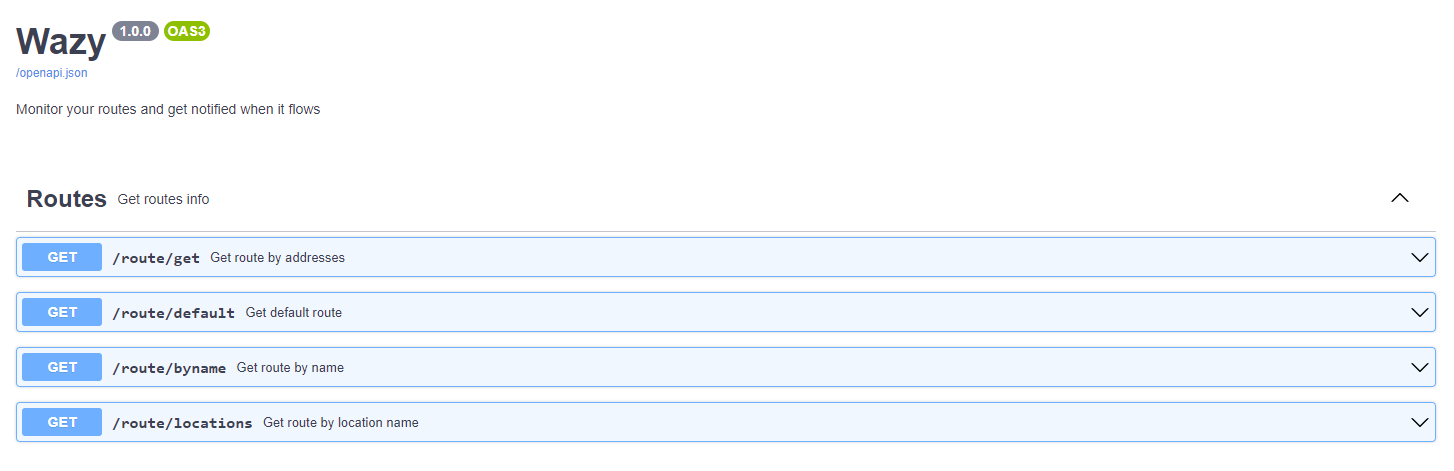 Wazy 1.0.0 OAS3
/openapi.json
Monitor your routes and get notified when it flows
Routes Get routes info
GET /route/get Get route by addresses
GET /route/default Get default route
GET /route/byname Get route by name
GET /route/locations Get route by location name